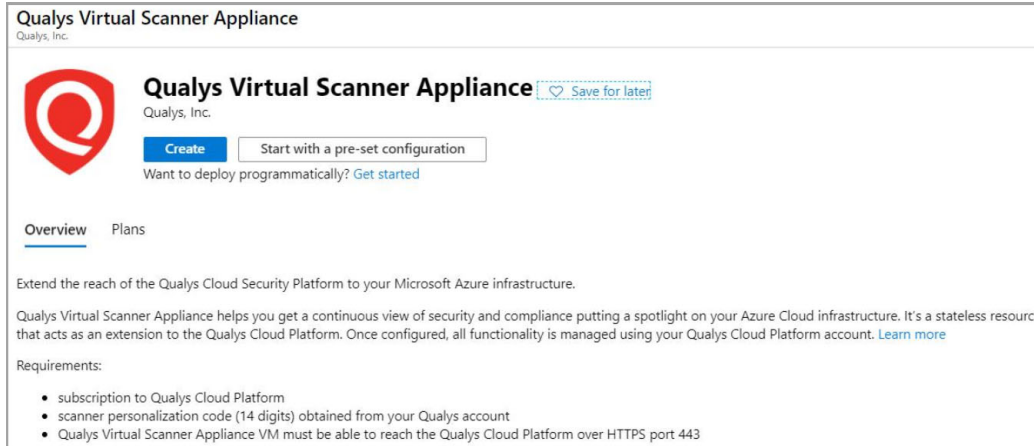 Qualys Virtual Scanner Appliance
Qualys, Inc.
Qualys Virtual Scanner Appliance Save for later
Qualys, Inc.
Create Start with a pre-set configuration
Want to deploy programmatically? Get started
Overview Plans
Extend the reach of the Qualys Cloud Security Platform to your Microsoft Azure infrastructure.
Qualys Virtual Scanner Appliance helps you get a continuous view of security and compliance putting a spotlight on your Azure Cloud infrastructure. It's a stateless resourc
that acts as an extension to the Qualys Cloud Platform. Once configured, all functionality is managed using your Qualys Cloud Platform account. Learn more
Requirements:
• subscription to Qualys Cloud Platform
• scanner personalization code (14 digits) obtained from your Qualys account
• Qualys Virtual Scanner Appliance VM must be able to reach the Qualys Cloud Platform over HTTPS port 443